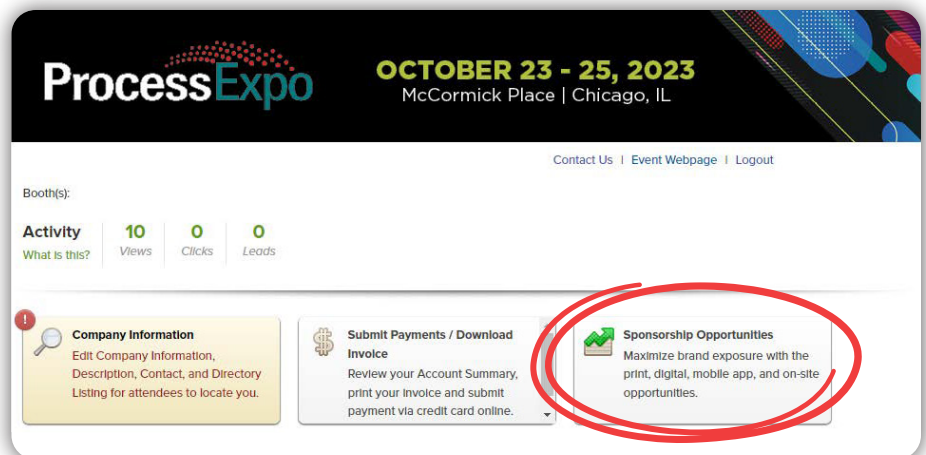 ProcessExpo
OCTOBER 23 - 25, 2023
McCormick Place | Chicago, IL
Contact Us | Event Webpage | Logout
Booth(s):
Activity
What is this?
10
Views
0
Clicks
0
Leads
!
Company Information
Edit Company Information,
Description, Contact, and Directory
Listing for attendees to locate you.
$
Submit Payments / Download
Invoice
Review your Account Summary,
print your invoice and submit
payment via credit card online.
Sponsorship Opportunities
Maximize brand exposure with the
print, digital, mobile app, and on-site
opportunities.